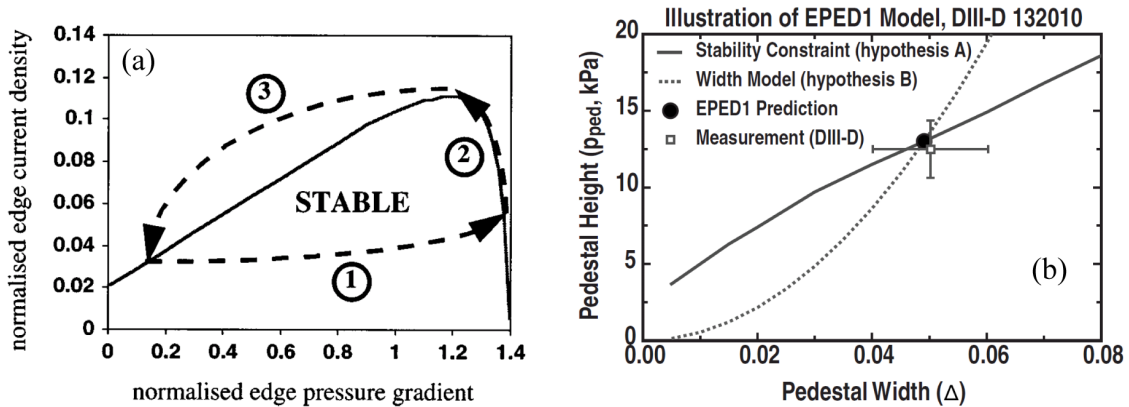 (a)
normalised edge current density
0.14
0.12
0.10
0.08
0.06
0.04
0.02
0
0
0.2
0.4
0.6
0.8
1
1.2
1.4
normalised edge pressure gradient
STABLE
3
2
1
Illustration of EPED1 Model, DIII-D 132010
Stability Constraint (hypothesis A)
Width Model (hypothesis B)
EPED1 Prediction
Measurement (DIII-D)
(b)
Pedestal Height (pped, kPa)
20
15
10
5
0
0.00
0.02
0.04
0.06
0.08
Pedestal Width (Δ)